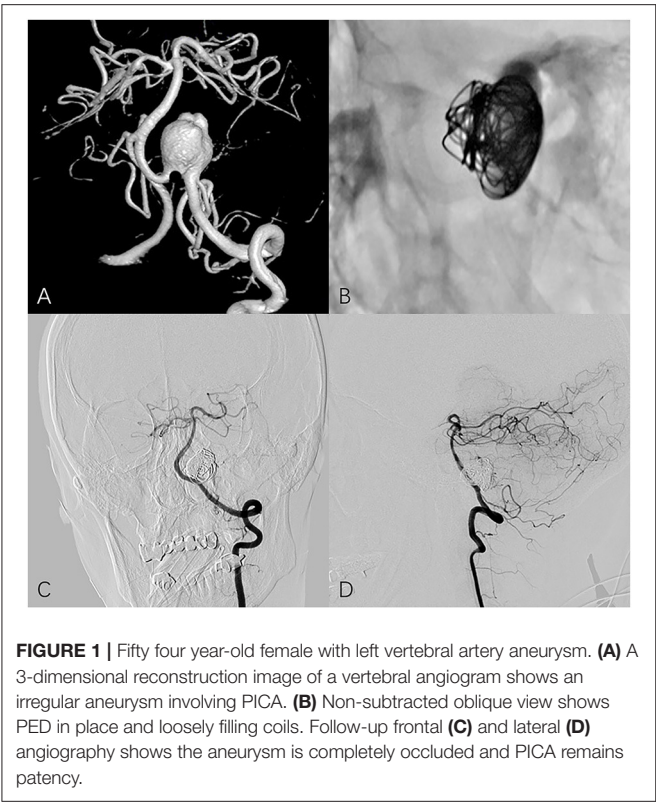 A
B
C
D
FIGURE 1 | Fifty four year-old female with left vertebral artery aneurysm. (A) A
3-dimensional reconstruction image of a vertebral angiogram shows an
irregular aneurysm involving PICA. (B) Non-subtracted oblique view shows
PED in place and loosely filling coils. Follow-up frontal (C) and lateral (D)
angiography shows the aneurysm is completely occluded and PICA remains
patency.